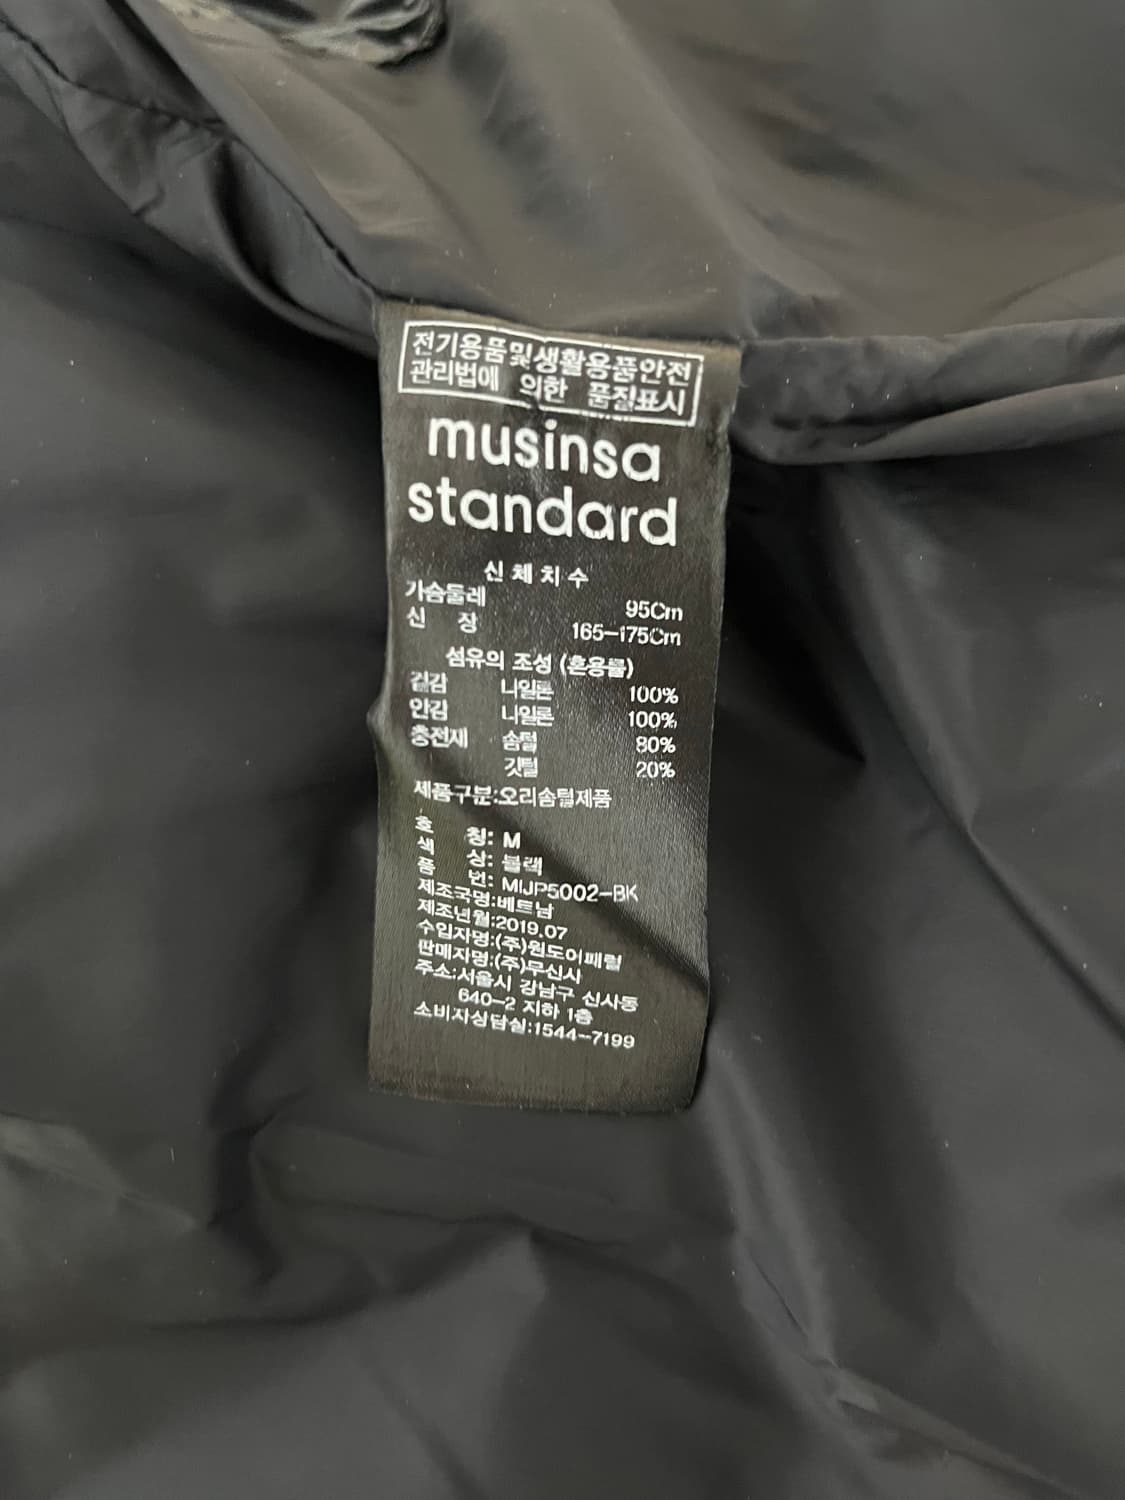 전기용품및생활용품안전
관리법에 의한 품질표시
musinsa
standard
신체치수
가슴둘레 95Cm
신 장 165-175Cm
섬유의 조성 (혼용률)
겉감 나일론 100%
안감 나일론 100%
충전재 솜털 80%
깃털 20%
제품구분:오리솜털제품
호 칭: M
색 상: 블랙
품 번: MIJP5002-BK
제조국명:베트남
제조년월:2019.07
수입자명:(주)원도어패럴
판매자명:(주)무신사
주소:서울시 강남구 신사동
640-2 지하 1층
소비자상담실:1544-7199